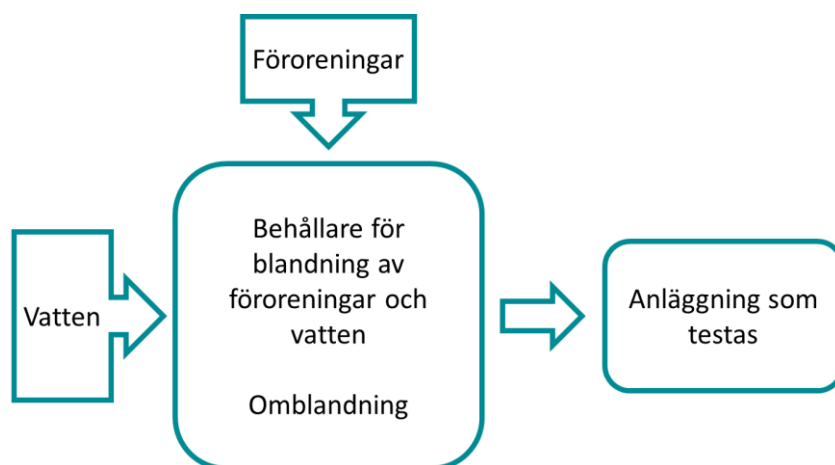 Föroreningar
Behållare för
blandning av
föroreningar och
vatten
Omblandning
Vatten
Anläggning som
testas